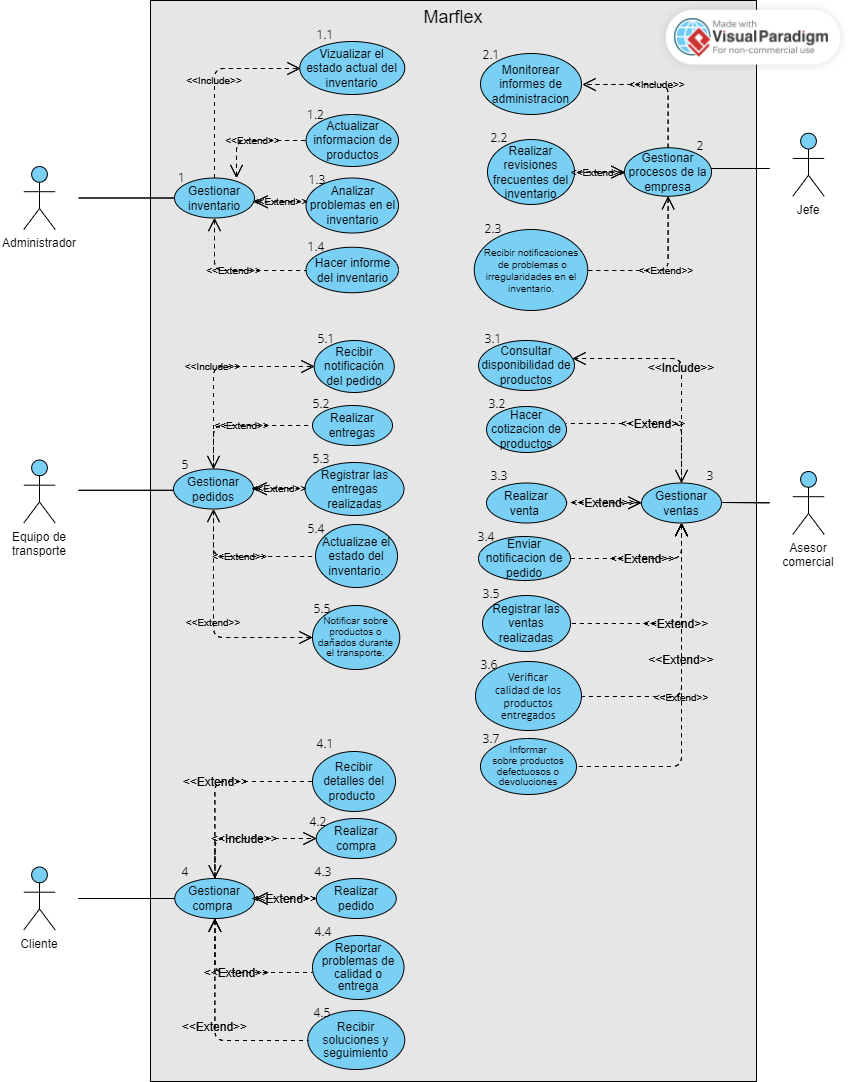 Marflex
Made with
VisualParadigm
For non-commercial use
1.1
Vizualizar el
estado actual del
inventario
<<Include>>
1.2
Actualizar
informacion de
productos
<<Extend>>
1
Gestionar
inventario
1.3
Analizar
problemas en el
inventario
<<Extend>>
1.4
Hacer informe
del inventario
<<Extend>>
Administrador
2.1
Monitorear
informes de
administracion
<<Include>>
2.2
Realizar
revisiones
frecuentes del
inventario
<<Extend>>
2
Gestionar
procesos de la
empresa
2.3
Recibir notificaciones
de problemas o
irregularidades en el
inventario.
<<Extend>>
Jefe
5.1
Recibir
notificación
del pedido
<<Include>>
5.2
Realizar
entregas
<<Extend>>
5
Gestionar
pedidos
5.3
Registrar las
entregas
realizadas
<<Extend>>
5.4
Actualizae el
estado del
inventario.
<<Extend>>
5.5
Notificar sobre
productos o
dañados durante
el transporte.
<<Extend>>
Equipo de
transporte
3.1
Consultar
disponibilidad de
productos
<<Include>>
3.2
Hacer
cotizacion de
productos
<<Extend>>
3.3
Realizar
venta
<<Extend>>
3
Gestionar
ventas
3.4
Enviar
notificacion de
pedido
<<Extend>>
3.5
Registrar las
ventas
realizadas
<<Extend>>
<<Extend>>
3.6
Verificar
calidad de los
productos
entregados
<<Extend>>
3.7
Informar
sobre productos
defectuosos o
devoluciones
Asesor
comercial
4.1
Recibir
detalles del
producto
<<Extend>>
4.2
Realizar
compra
<<Include>>
4
Gestionar
compra
4.3
Realizar
pedido
<<Extend>>
4.4
Reportar
problemas de
calidad o
entrega
<<Extend>>
4.5
Recibir
soluciones y
seguimiento
<<Extend>>
Cliente